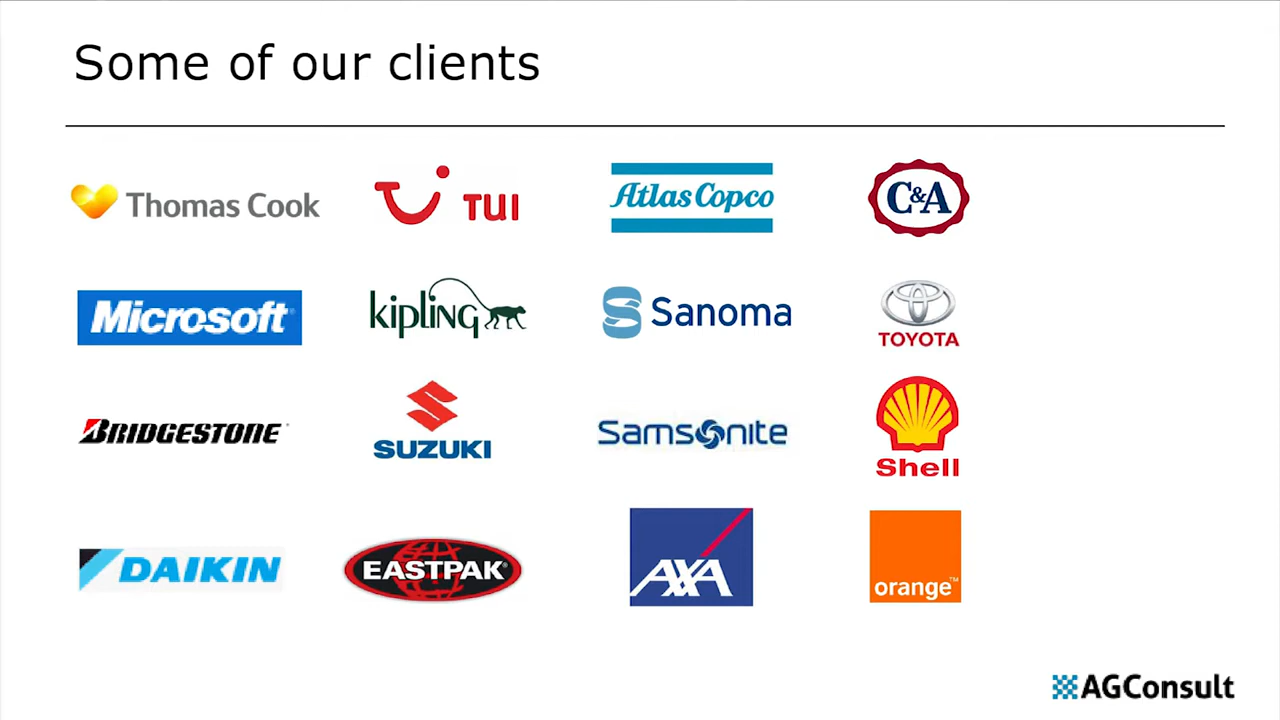 Some of our clients
Thomas Cook
TUI
Atlas Copco
C&A
Microsoft
kipling
Sanoma
TOYOTA
BRIDGESTONE
SUZUKI
Samsonite
Shell
DAIKIN
EASTPAK®
AXA
orange™
AGConsult